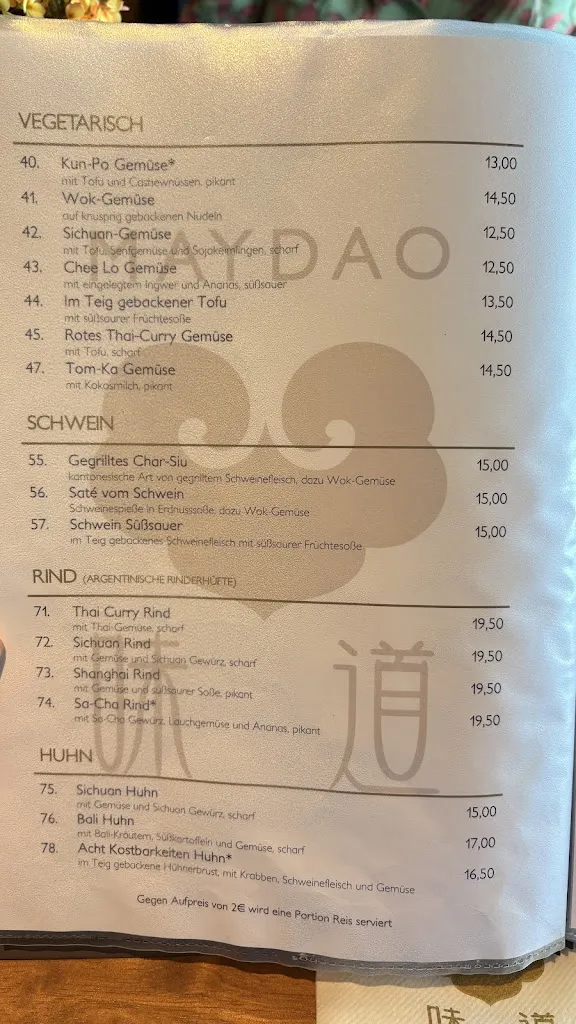 VEGETARISCH
40. Kun-Po Gemüse* 13,00
mit Tofu und Cashewnüssen, pikant
41. Wok-Gemüse 14,50
auf knusprig gebackenen Nudeln
42. Sichuan-Gemüse 12,50
mit Tofu, Senfgemüse und Sojakeimlingen, scharf
MAYDAO
43. Chee Lo Gemüse 12,50
mit eingelegtem Ingwer und Ananas, süßsauer
44. Im Teig gebackener Tofu 13,50
mit süßsaurer Früchtesoße
45. Rotes Thai-Curry Gemüse 14,50
mit Tofu, scharf
47. Tom-Ka Gemüse 14,50
mit Kokosmilch, pikant
SCHWEIN
55. Gegrilltes Char-Siu 15,00
kantonesische Art von gegrilltem Schweinefleisch, dazu Wok-Gemüse
56. Saté vom Schwein 15,00
Schweinespieße in Erdnusssoße, dazu Wok-Gemüse
57. Schwein Süßsauer 15,00
im Teig gebackenes Schweinefleisch mit süßsaurer Früchtesoße
RIND (ARGENTINISCHE RINDERHÜFTE)
71. Thai Curry Rind 19,50
mit Thai-Gemüse, scharf
72. Sichuan Rind 19,50
mit Gemüse und Sichuan Gewürz, scharf
73. Shanghai Rind 19,50
mit Gemüse und süßsaurer Soße, pikant
74. Sa-Cha Rind* 19,50
mit Sa-Cha Gewürz, Lauchgemüse und Ananas, pikant
味道
HUHN
75. Sichuan Huhn 15,00
mit Gemüse und Sichuan Gewürz, scharf
76. Bali Huhn 17,00
mit Bali-Kräutern, Süßkartoffeln und Gemüse, scharf
78. Acht Kostbarkeiten Huhn* 16,50
im Teig gebackene Hühnerbrust, mit Krabben, Schweinefleisch und Gemüse
Gegen Aufpreis von 2€ wird eine Portion Reis serviert
味道